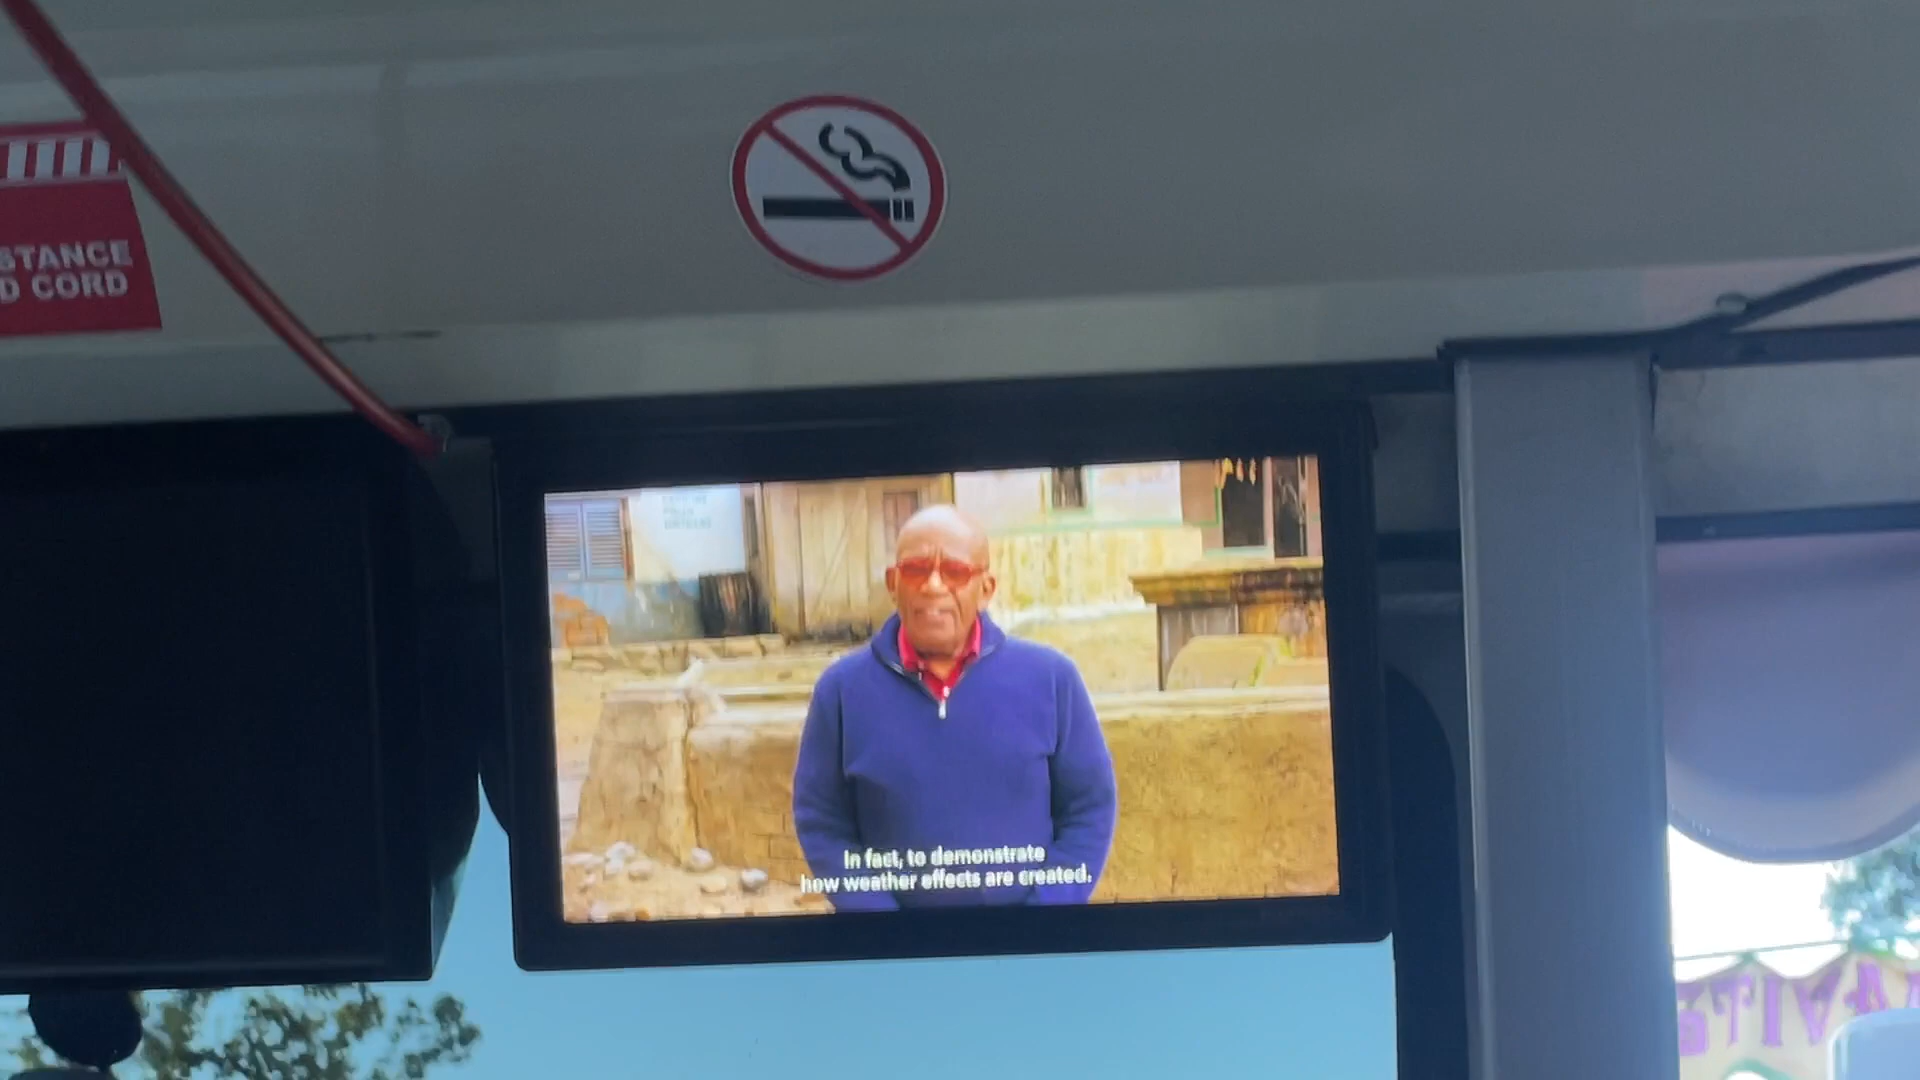 STANCE
D CORD
In fact, to demonstrate
how weather effects are created.